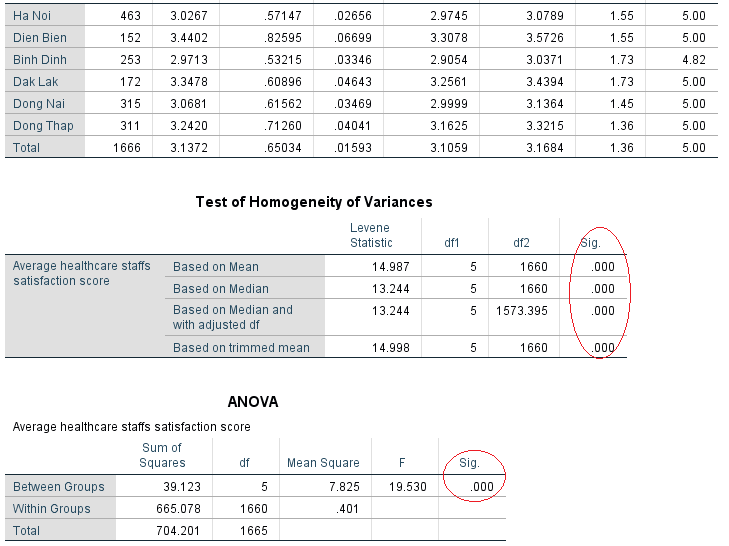 Ha Noi 463 3.0267 .57147 .02656 2.9745 3.0789 1.55 5.00
Dien Bien 152 3.4402 .82595 .06699 3.3078 3.5726 1.55 5.00
Binh Dinh 253 2.9713 .53215 .03346 2.9054 3.0371 1.73 4.82
Dak Lak 172 3.3478 .60896 .04643 3.2561 3.4394 1.73 5.00
Dong Nai 315 3.0681 .61562 .03469 2.9999 3.1364 1.45 5.00
Dong Thap 311 3.2420 .71260 .04041 3.1625 3.3215 1.36 5.00
Total 1666 3.1372 .65034 .01593 3.1059 3.1684 1.36 5.00
Test of Homogeneity of Variances
Levene
Statistic df1 df2 Sig.
Average healthcare staffs Based on Mean 14.987 5 1660 .000
satisfaction score
Based on Median 13.244 5 1660 .000
Based on Median and 13.244 5 1573.395 .000
with adjusted df
Based on trimmed mean 14.998 5 1660 .000
ANOVA
Average healthcare staffs satisfaction score
Sum of
Squares df Mean Square F Sig.
Between Groups 39.123 5 7.825 19.530 .000
Within Groups 665.078 1660 .401
Total 704.201 1665